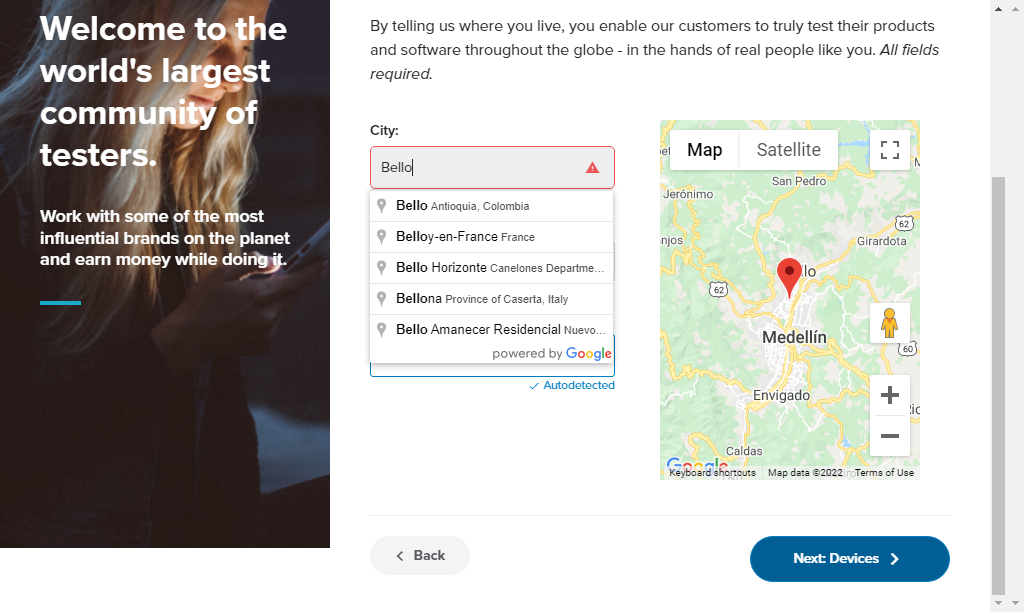 Welcome to the
world's largest
community of
testers.
Work with some of the most
influential brands on the planet
and earn money while doing it.
By telling us where you live, you enable our customers to truly test their products
and software throughout the globe - in the hands of real people like you. All fields
required.
City:
Bello
Bello Antioquia, Colombia
Belloy-en-France France
Bello Horizonte Canelones Departme...
Bellona Province of Caserta, Italy
Bello Amanecer Residencial Nuevo...
powered by Google
Autodetected
Map
Satellite
San Pedro
Jerónimo
62
njos
Girardota
llo
62
Medellín
60
Envigado
Caldas
Google
Keyboard shortcuts
Map data ©2022
Terms of Use
Back
Next: Devices